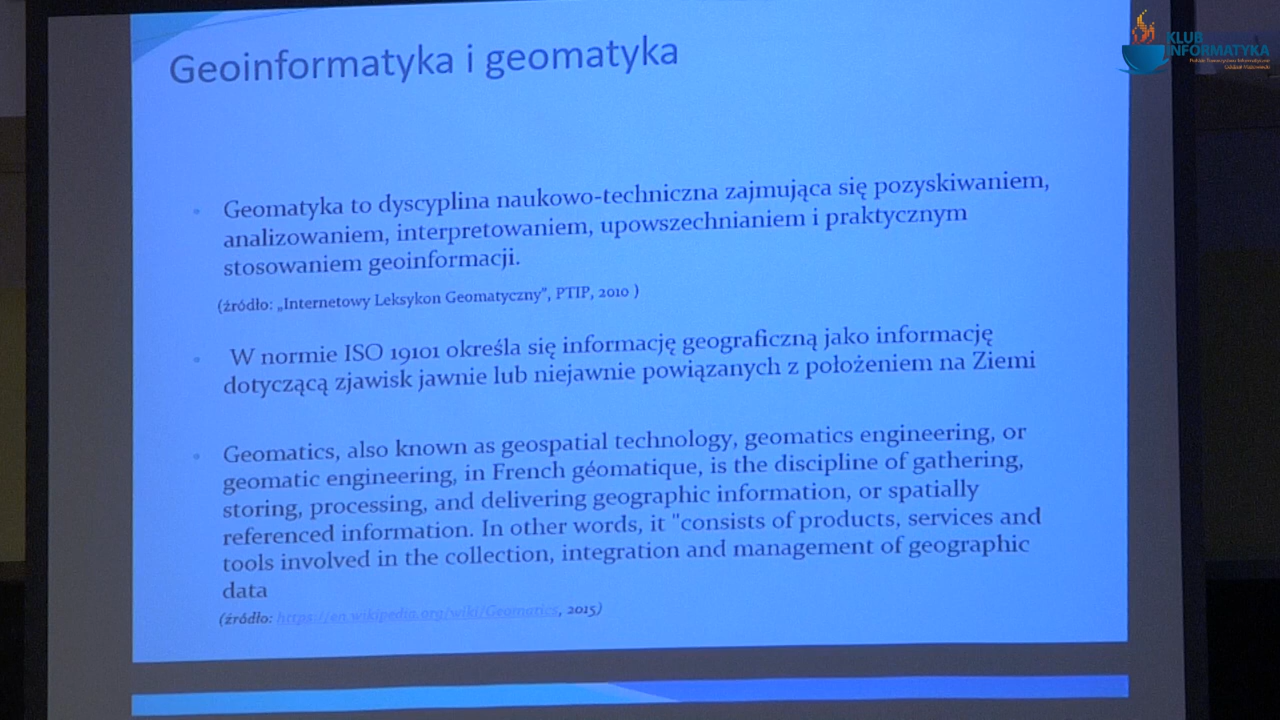 Geoinformatyka i geomatyka
Geomatyka to dyscyplina naukowo-techniczna zajmująca się pozyskiwaniem,
analizowaniem, interpretowaniem, upowszechnianiem i praktycznym
stosowaniem geoinformacji.
(źródło: „Internetowy Leksykon Geomatyczny”, PTIP, 2010 )
W normie ISO 19101 określa się informację geograficzną jako informację
dotyczącą zjawisk jawnie lub niejawnie powiązanych z położeniem na Ziemi
Geomatics, also known as geospatial technology, geomatics engineering, or
geomatic engineering, in French géomatique, is the discipline of gathering,
storing, processing, and delivering geographic information, or spatially
referenced information. In other words, it "consists of products, services and
tools involved in the collection, integration and management of geographic
data
(źródło: https://en.wikipedia.org/wiki/Geomatics, 2015)
KLUB
INFORMATYKA
Polskie Towarzystwo Informatyczne
Oddział Mazowiecki